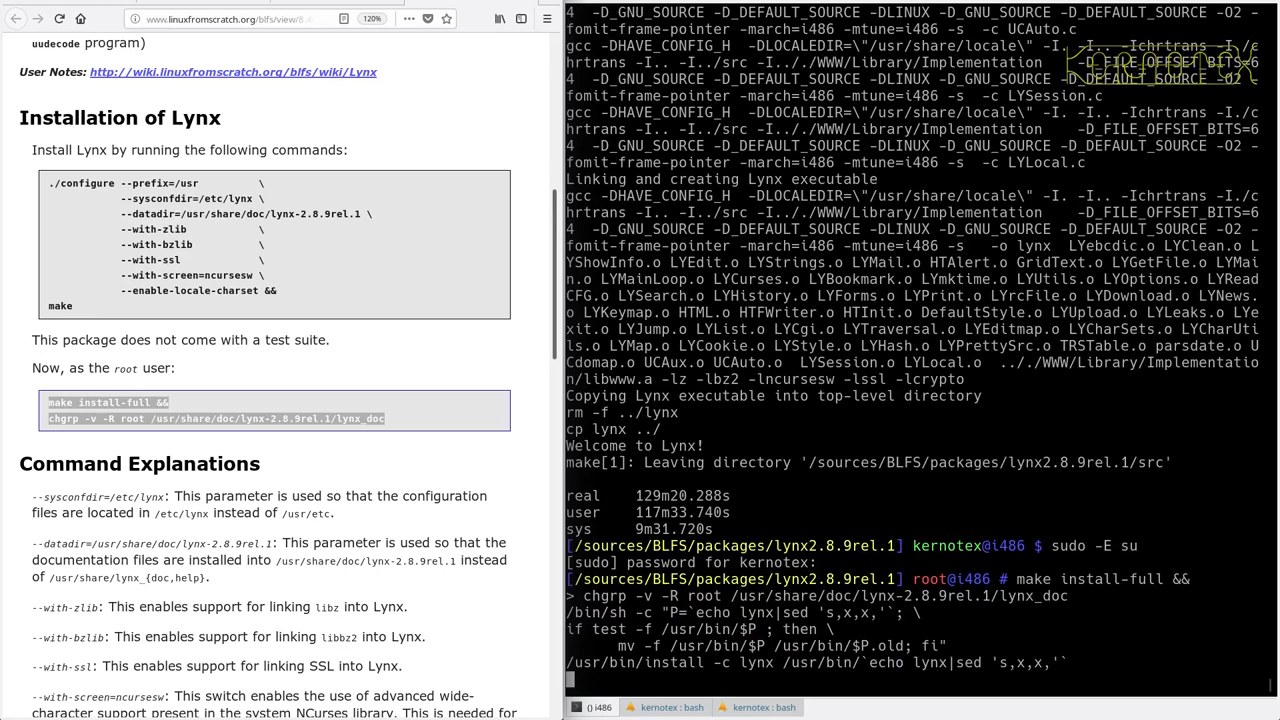 www.linuxfromscratch.org/blfs/view/8.
120%
uudecode program)
User Notes: http://wiki.linuxfromscratch.org/blfs/wiki/Lynx
Installation of Lynx
Install Lynx by running the following commands:
./configure --prefix=/usr \
--sysconfdir=/etc/lynx \
--datadir=/usr/share/doc/lynx-2.8.9rel.1 \
--with-zlib \
--with-bzlib \
--with-ssl \
--with-screen=ncursesw \
--enable-locale-charset &&
make
This package does not come with a test suite.
Now, as the root user:
make install-full &&
chgrp -v -R root /usr/share/doc/lynx-2.8.9rel.1/lynx_doc
Command Explanations
--sysconfdir=/etc/lynx: This parameter is used so that the configuration
files are located in /etc/lynx instead of /usr/etc.
--datadir=/usr/share/doc/lynx-2.8.9rel.1: This parameter is used so that the
documentation files are installed into /usr/share/doc/lynx-2.8.9rel.1 instead
of /usr/share/lynx_{doc,help}.
--with-zlib: This enables support for linking libz into Lynx.
--with-bzlib: This enables support for linking libbz2 into Lynx.
--with-ssl: This enables support for linking SSL into Lynx.
--with-screen=ncursesw: This switch enables the use of advanced wide-
character support present in the system NCurses library. This is needed for
4 -D_GNU_SOURCE -D_DEFAULT_SOURCE -DLINUX -D_GNU_SOURCE -D_DEFAULT_SOURCE -O2 -
fomit-frame-pointer -march=i486 -mtune=i486 -s -c UCAuto.c
gcc -DHAVE_CONFIG_H -DLOCALEDIR=\"/usr/share/locale\" -I. -I.. -Ichrtrans -I./c
hrtrans -I.. -I../src -I.././WWW/Library/Implementation -D_FILE_OFFSET_BITS=6
4 -D_GNU_SOURCE -D_DEFAULT_SOURCE -DLINUX -D_GNU_SOURCE -D_DEFAULT_SOURCE -O2 -
fomit-frame-pointer -march=i486 -mtune=i486 -s -c LYSession.c
gcc -DHAVE_CONFIG_H -DLOCALEDIR=\"/usr/share/locale\" -I. -I.. -Ichrtrans -I./c
hrtrans -I.. -I../src -I.././WWW/Library/Implementation -D_FILE_OFFSET_BITS=6
4 -D_GNU_SOURCE -D_DEFAULT_SOURCE -DLINUX -D_GNU_SOURCE -D_DEFAULT_SOURCE -O2 -
fomit-frame-pointer -march=i486 -mtune=i486 -s -c LYLocal.c
Linking and creating Lynx executable
gcc -DHAVE_CONFIG_H -DLOCALEDIR=\"/usr/share/locale\" -I. -I.. -Ichrtrans -I./c
hrtrans -I.. -I../src -I.././WWW/Library/Implementation -D_FILE_OFFSET_BITS=6
4 -D_GNU_SOURCE -D_DEFAULT_SOURCE -DLINUX -D_GNU_SOURCE -D_DEFAULT_SOURCE -O2 -
fomit-frame-pointer -march=i486 -mtune=i486 -s -o lynx LYebcdic.o LYClean.o L
YShowInfo.o LYEdit.o LYStrings.o LYMail.o HTAlert.o GridText.o LYGetFile.o LYMai
n.o LYMainLoop.o LYCurses.o LYBookmark.o LYmktime.o LYUtils.o LYOptions.o LYRead
CFG.o LYSearch.o LYHistory.o LYForms.o LYPrint.o LYrcFile.o LYDownload.o LYNews.
o LYKeymap.o HTML.o HTFWriter.o HTInit.o DefaultStyle.o LYUpload.o LYLeaks.o LYe
xit.o LYJump.o LYList.o LYCgi.o LYTraversal.o LYEditmap.o LYCharSets.o LYCharUti
ls.o LYMap.o LYCookie.o LYStyle.o LYHash.o LYPrettySrc.o TRSTable.o parsdate.o U
Cdomap.o UCAux.o UCAuto.o LYSession.o LYLocal.o .././WWW/Library/Implementatio
n/libwww.a -lz -lbz2 -lncursesw -lssl -lcrypto
Copying Lynx executable into top-level directory
rm -f ../lynx
cp lynx ../
Welcome to Lynx!
make[1]: Leaving directory '/sources/BLFS/packages/lynx2.8.9rel.1/src'
real 129m20.288s
user 117m33.740s
sys 9m31.720s
[/sources/BLFS/packages/lynx2.8.9rel.1] kernotex@i486 $ sudo -E su
[sudo] password for kernotex:
[/sources/BLFS/packages/lynx2.8.9rel.1] root@i486 # make install-full &&
> chgrp -v -R root /usr/share/doc/lynx-2.8.9rel.1/lynx_doc
/bin/sh -c "P=`echo lynx|sed 's,x,x,'`; \
if test -f /usr/bin/$P ; then \
mv -f /usr/bin/$P /usr/bin/$P.old; fi"
/usr/bin/install -c lynx /usr/bin/`echo lynx|sed 's,x,x,'`
() i486
kernotex : bash
kernotex : bash
KERNOTEX